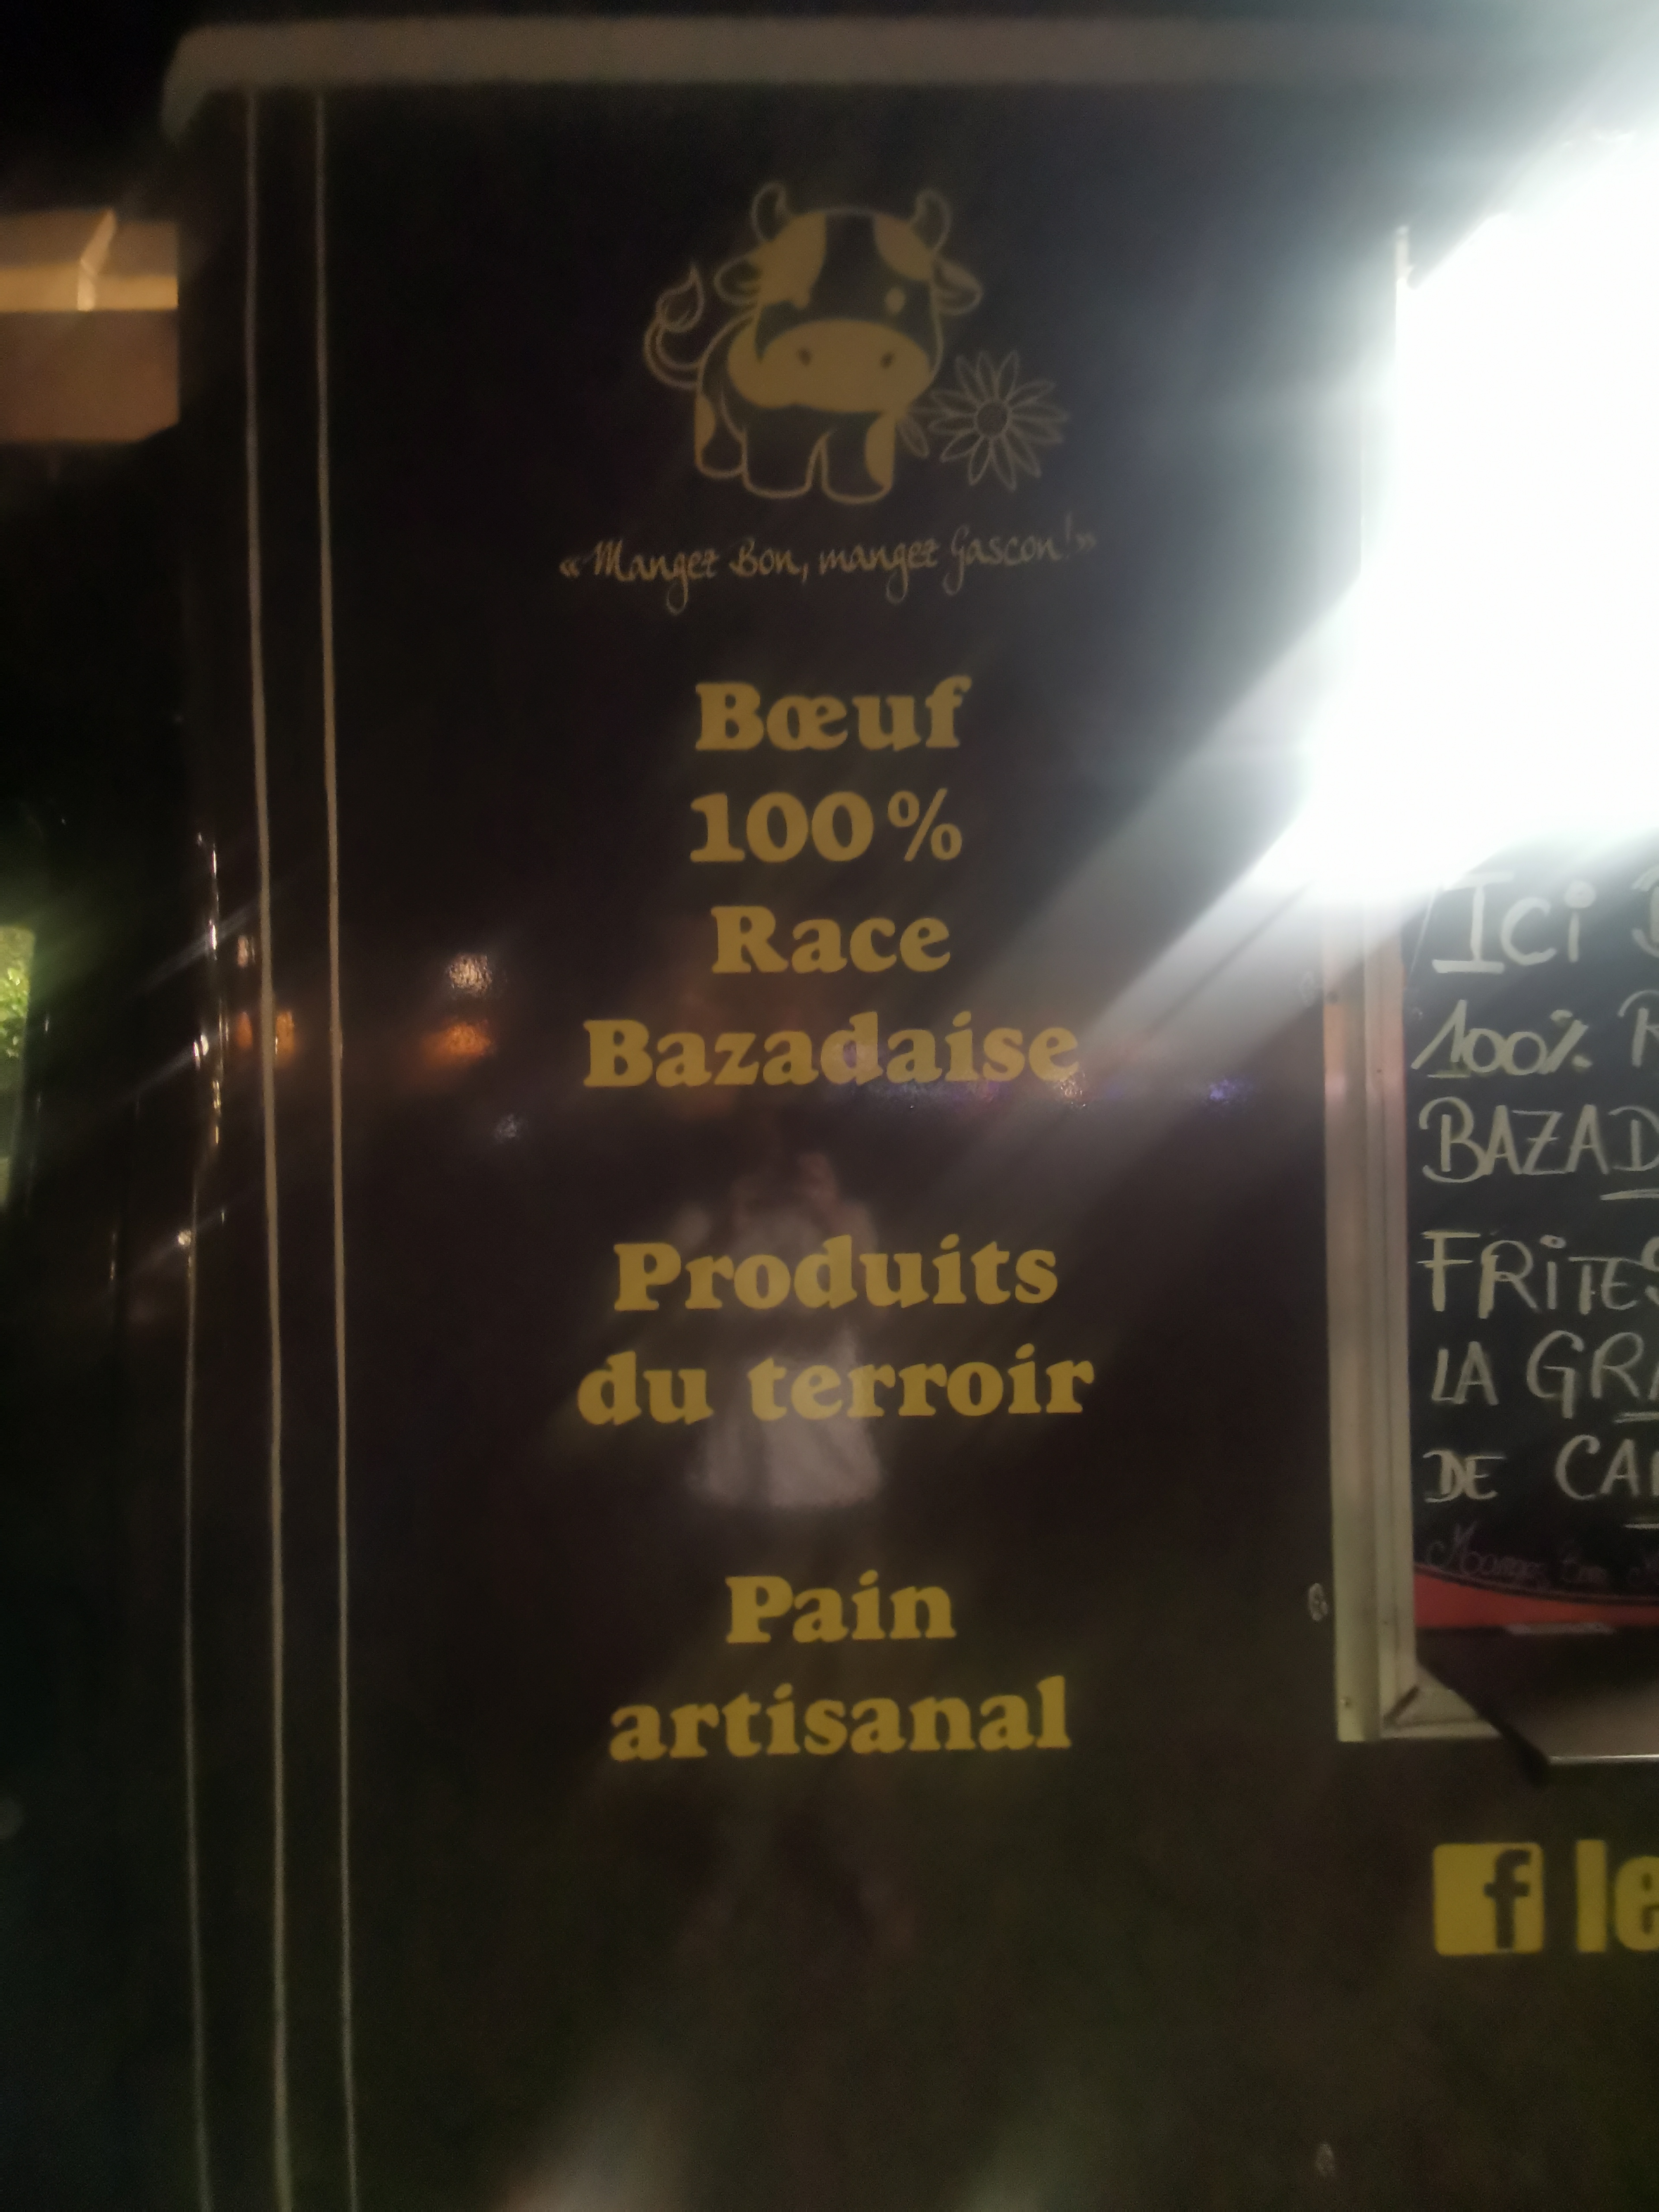 «Mangez Bon, mangez Gascon!»
Bœuf
100%
Race
Bazadaise
Produits
du terroir
Pain
artisanal
Ici
100%
BAZAD
FRITES
LA GRA
DE CA
f le